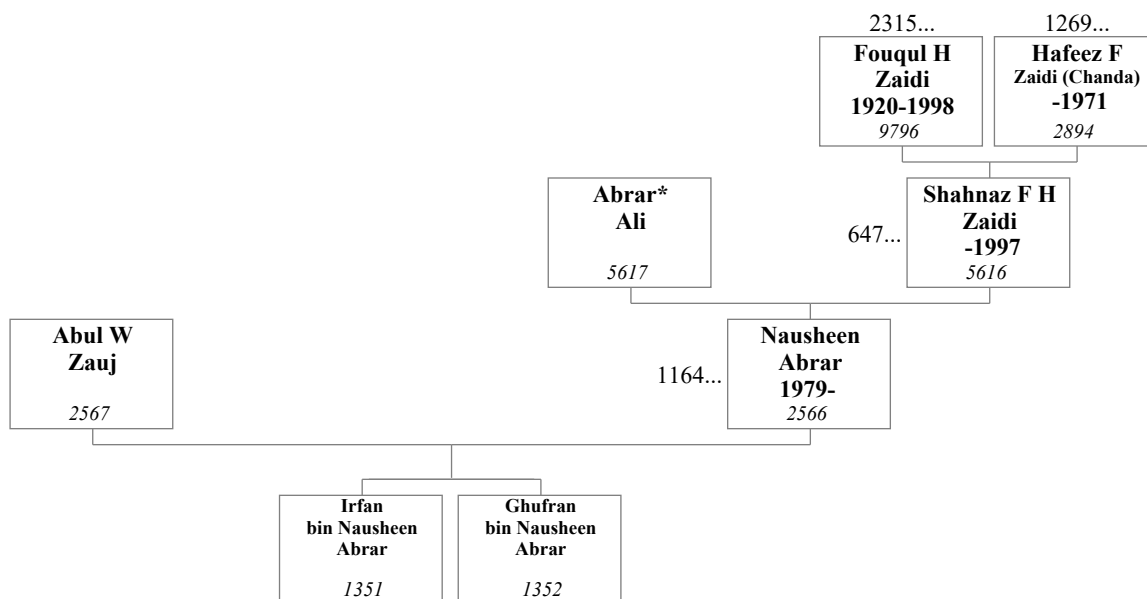 2315...
1269...
Fouqul H
Zaidi
1920-1998
9796
Hafeez F
Zaidi (Chanda)
-1971
2894
Abrar*
Ali
5617
647...
Shahnaz F H
Zaidi
-1997
5616
Abul W
Zauj
2567
1164...
Nausheen
Abrar
1979-
2566
Irfan
bin Nausheen
Abrar
1351
Ghufran
bin Nausheen
Abrar
1352